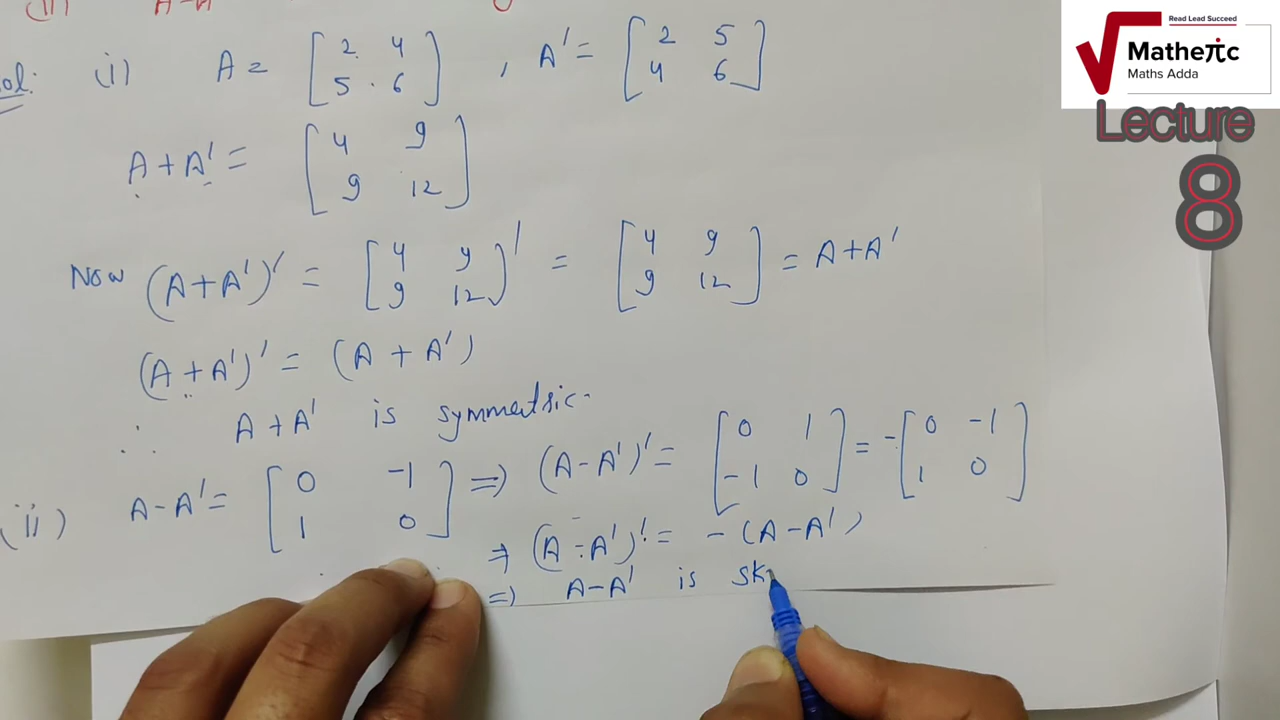 (ii) A-A'
Read Lead Succeed
Matheπc
Maths Adda
Lecture
8
Sol: (i) A = [2 4 , A' = [2 5
5 6] 4 6]
A + A' = [4 9
9 12]
Now (A+A')' = [4 9 ' = [4 9 = A+A'
9 12] 9 12]
(A+A')' = (A + A')
∴ A+A' is symmetric.
(ii) A-A' = [0 -1 ⇒ (A-A')' = [0 1 = -[0 -1
1 0] -1 0] 1 0]
⇒ (A-A')' = -(A-A')
⇒ A-A' is sk